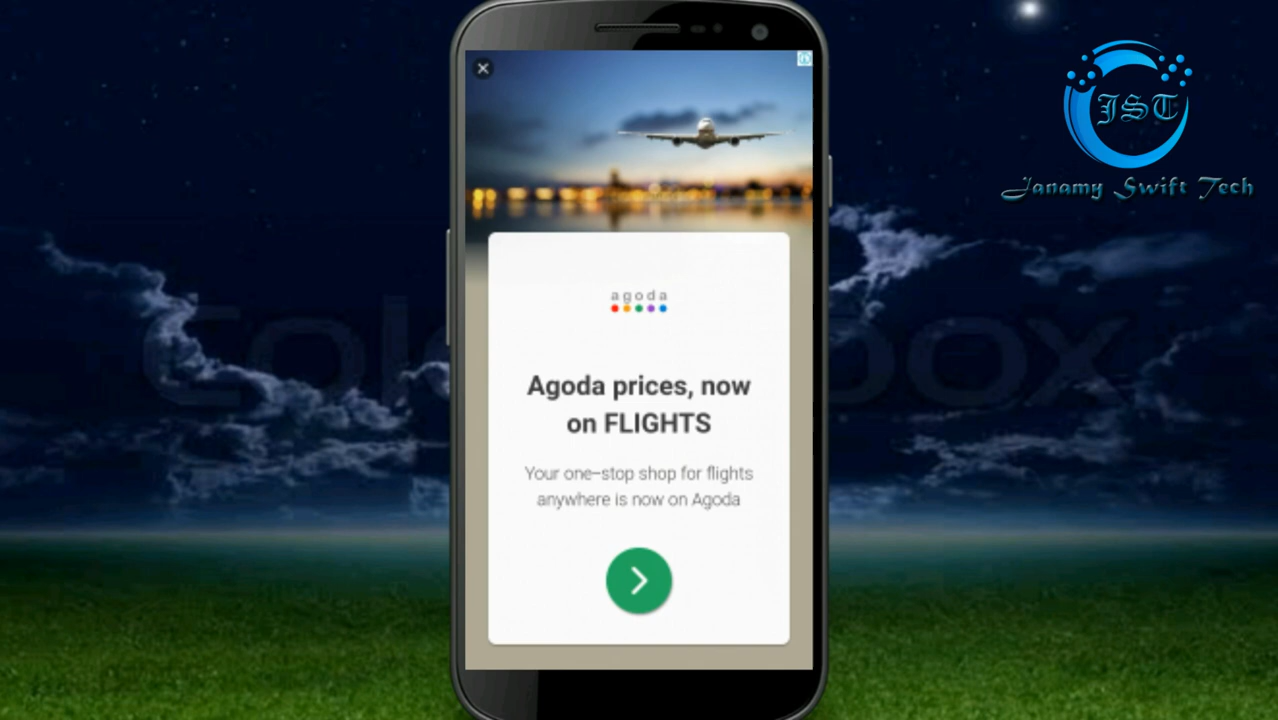 JST
Janamy Swift Tech
agoda
Agoda prices, now
on FLIGHTS
Your one-stop shop for flights
anywhere is now on Agoda